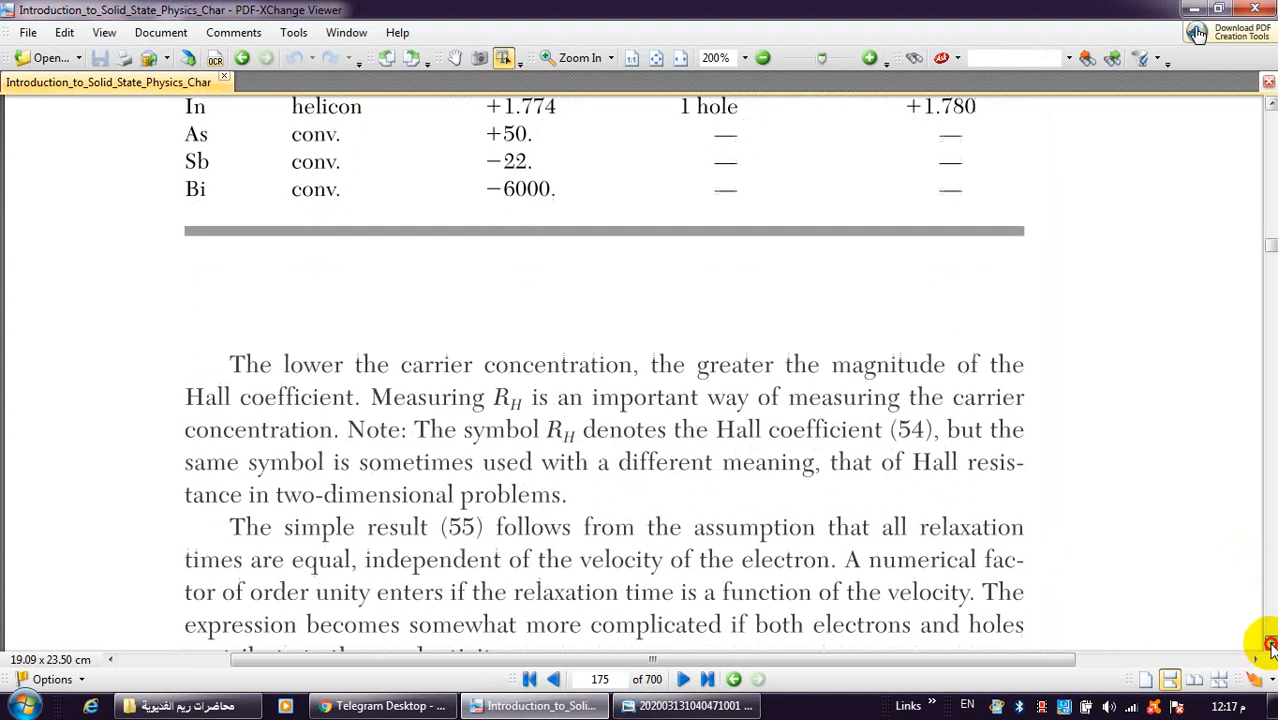 Introduction_to_Solid_State_Physics_Char - PDF-XChange Viewer
File Edit View Document Comments Tools Window Help
Download PDF
Creation Tools
Open... OCR Zoom In 200% Ask
Introduction_to_Solid_State_Physics_Char
In helicon +1.774 1 hole +1.780
As conv. +50. — —
Sb conv. −22. — —
Bi conv. −6000. — —
The lower the carrier concentration, the greater the magnitude of the
Hall coefficient. Measuring R_H is an important way of measuring the carrier
concentration. Note: The symbol R_H denotes the Hall coefficient (54), but the
same symbol is sometimes used with a different meaning, that of Hall resis-
tance in two-dimensional problems.
The simple result (55) follows from the assumption that all relaxation
times are equal, independent of the velocity of the electron. A numerical fac-
tor of order unity enters if the relaxation time is a function of the velocity. The
expression becomes somewhat more complicated if both electrons and holes
19.09 x 23.50 cm
Options 175 of 700
محاضرات ريم الفديوية Telegram Desktop - ... Introduction_to_Soli... 20200313104047​1001 ... Links » EN 12:17 م